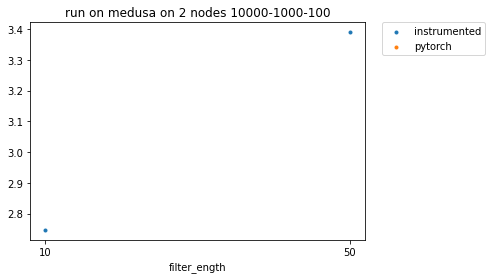 run on medusa on 2 nodes 10000-1000-100
3.4
3.3
3.2
3.1
3.0
2.9
2.8
10
50
filter_ength
instrumented
pytorch